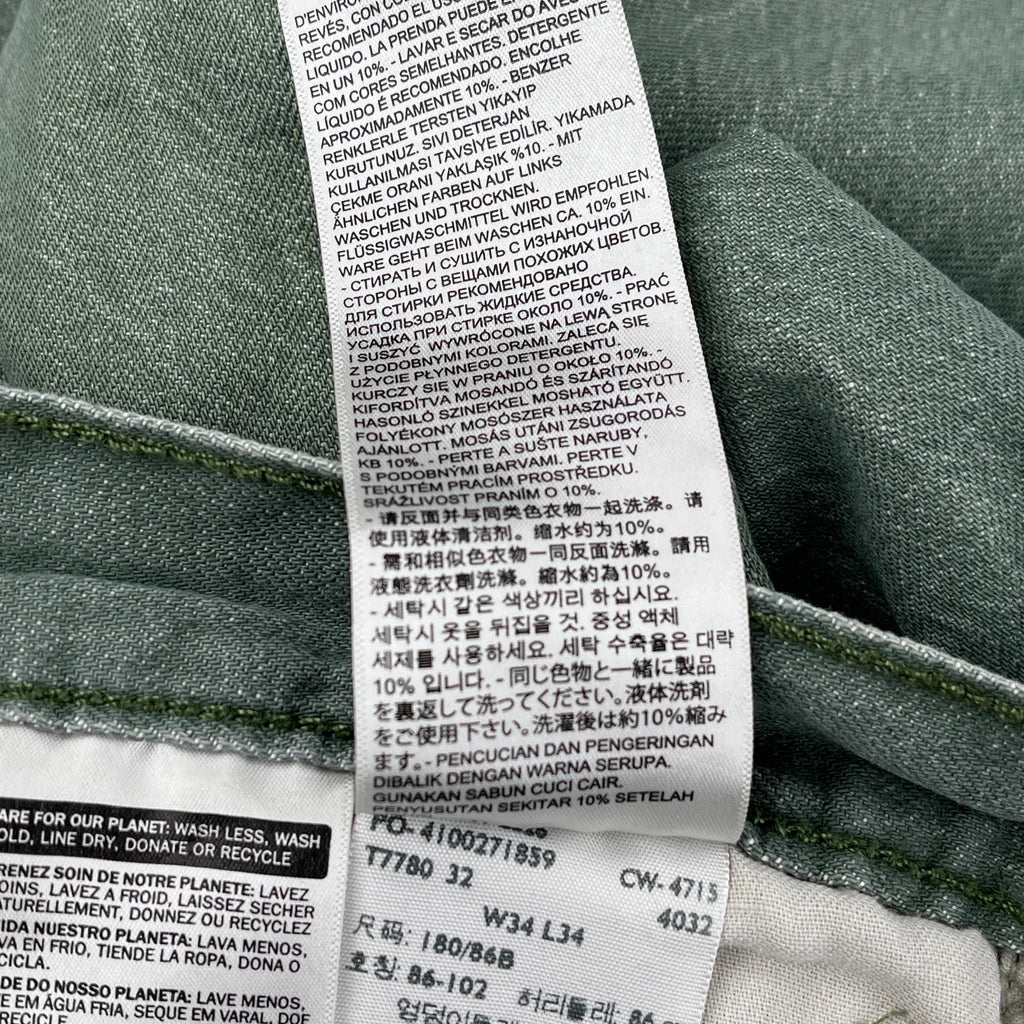 D'ENVIRO
REVÉS, CON CO
RECOMENDADO EL US
LIQUIDO. LA PRENDA PUEDE E
EN UN 10%. - LAVAR E SECAR DO AVES
COM CORES SEMELHANTES. DETERGENTE
LÍQUIDO É RECOMENDADO. ENCOLHE
APROXIMADAMENTE 10%. - BENZER
RENKLERLE TERSTEN YIKAYIP
KURUTUNUZ. SIVI DETERJAN
KULLANILMASI TAVSİYE EDİLİR. YIKAMADA
ÇEKME ORANI YAKLAŞIK %10. - MIT
ÄHNLICHEN FARBEN AUF LINKS
WASCHEN UND TROCKNEN.
FLÜSSIGWASCHMITTEL WIRD EMPFOHLEN.
WARE GEHT BEIM WASCHEN CA. 10% EIN.
- СТИРАТЬ И СУШИТЬ С ИЗНАНОЧНОЙ
СТОРОНЫ С ВЕЩАМИ ПОХОЖИХ ЦВЕТОВ.
ДЛЯ СТИРКИ РЕКОМЕНДОВАНО
ИСПОЛЬЗОВАТЬ ЖИДКИЕ СРЕДСТВА.
УСАДКА ПРИ СТИРКЕ ОКОЛО 10%. - PRAĆ
I SUSZYĆ WYWRÓCONE NA LEWĄ STRONĘ
Z PODOBNYMI KOLORAMI. ZALECA SIĘ
UŻYCIE PŁYNNEGO DETERGENTU.
KURCZY SIĘ W PRANIU O OKOŁO 10%. -
KIFORDÍTVA MOSANDÓ ÉS SZÁRÍTANDÓ
HASONLÓ SZINEKKEL MOSHATÓ EGYÜTT.
FOLYÉKONY MOSÓSZER HASZNÁLATA
AJÁNLOTT. MOSÁS UTÁNI ZSUGORODÁS
KB 10%. - PERTE A SUŠTE NARUBY,
S PODOBNÝMI BARVAMI. PERTE V
TEKUTÉM PRACÍM PROSTŘEDKU.
SRÁŽLIVOST PRANÍM O 10%.
- 请反面并与同类色衣物一起洗涤。请
使用液体清洁剂。缩水约为10%。
- 需和相似色衣物一同反面洗滌。請用
液態洗衣劑洗滌。縮水約為10%。
- 세탁시 같은 색상끼리 하십시요.
세탁시 옷을 뒤집을 것. 중성 액체
세제를 사용하세요. 세탁 수축율은 대략
10% 입니다. - 同じ色物と一緒に製品
を裏返して洗ってください。液体洗剤
をご使用下さい。洗濯後は約10%縮み
ます。- PENCUCIAN DAN PENGERINGAN
DIBALIK DENGAN WARNA SERUPA.
GUNAKAN SABUN CUCI CAIR.
PENYUSUTAN SEKITAR 10% SETELAH
PO- 4100271859
T7780 32
CW- 4715
4032
W34 L34
尺码: 180/86B
호칭: 86-102 허리둘레: 86
엉덩이둘레
ARE FOR OUR PLANET: WASH LESS, WASH
OLD, LINE DRY, DONATE OR RECYCLE
RENEZ SOIN DE NOTRE PLANETE: LAVEZ
OINS, LAVEZ A FROID, LAISSEZ SECHER
ATURELLEMENT, DONNEZ OU RECYCLEZ
IDA NUESTRO PLANETA: LAVA MENOS,
VA EN FRIO, TIENDE LA ROPA, DONA O
CICLA.
DE DO NOSSO PLANETA: LAVE MENOS,
E EM ÁGUA FRIA, SEQUE EM VARAL, DOE
RECICLE